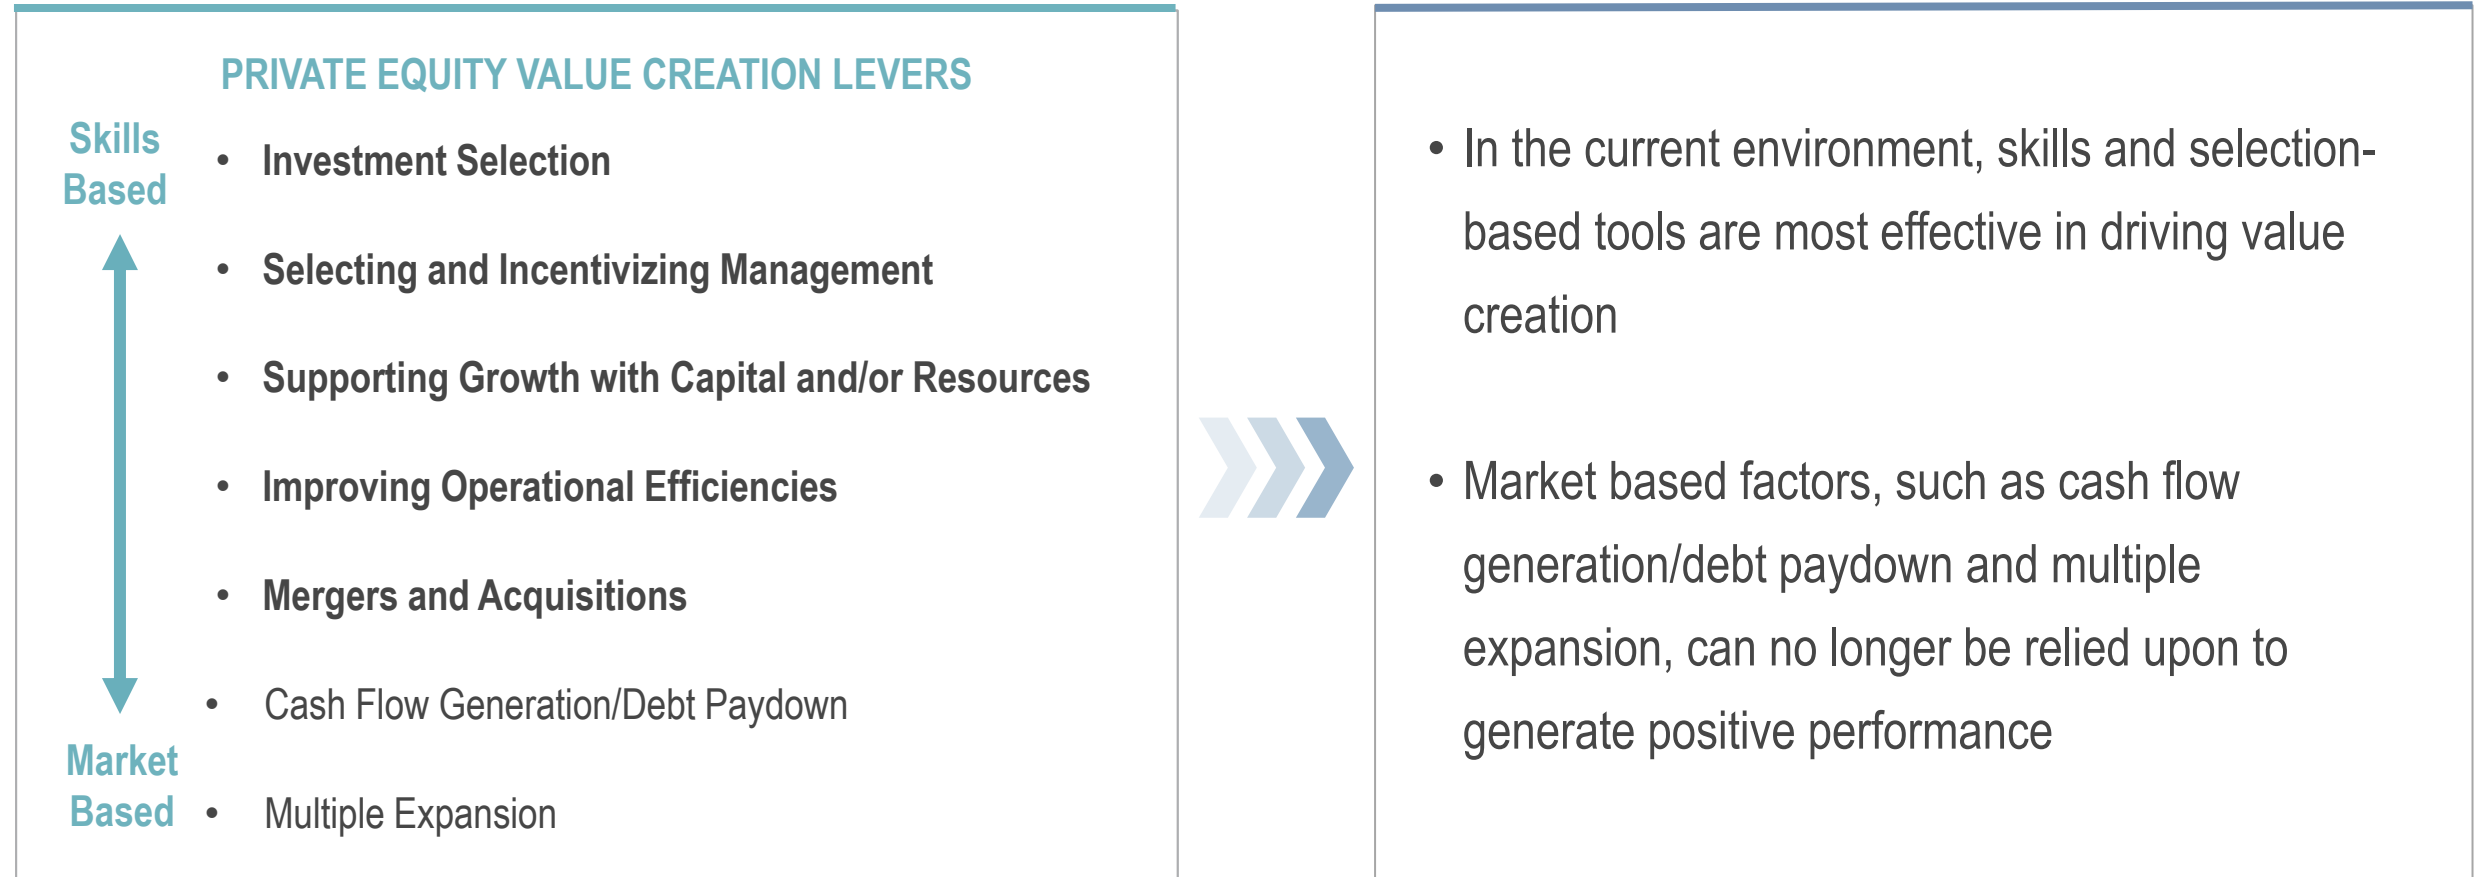 PRIVATE EQUITY VALUE CREATION LEVERS
Skills
Based
• Investment Selection
• Selecting and Incentivizing Management
• Supporting Growth with Capital and/or Resources
• Improving Operational Efficiencies
• Mergers and Acquisitions
• Cash Flow Generation/Debt Paydown
Market
Based
• Multiple Expansion
• In the current environment, skills and selection-
based tools are most effective in driving value
creation
• Market based factors, such as cash flow
generation/debt paydown and multiple
expansion, can no longer be relied upon to
generate positive performance